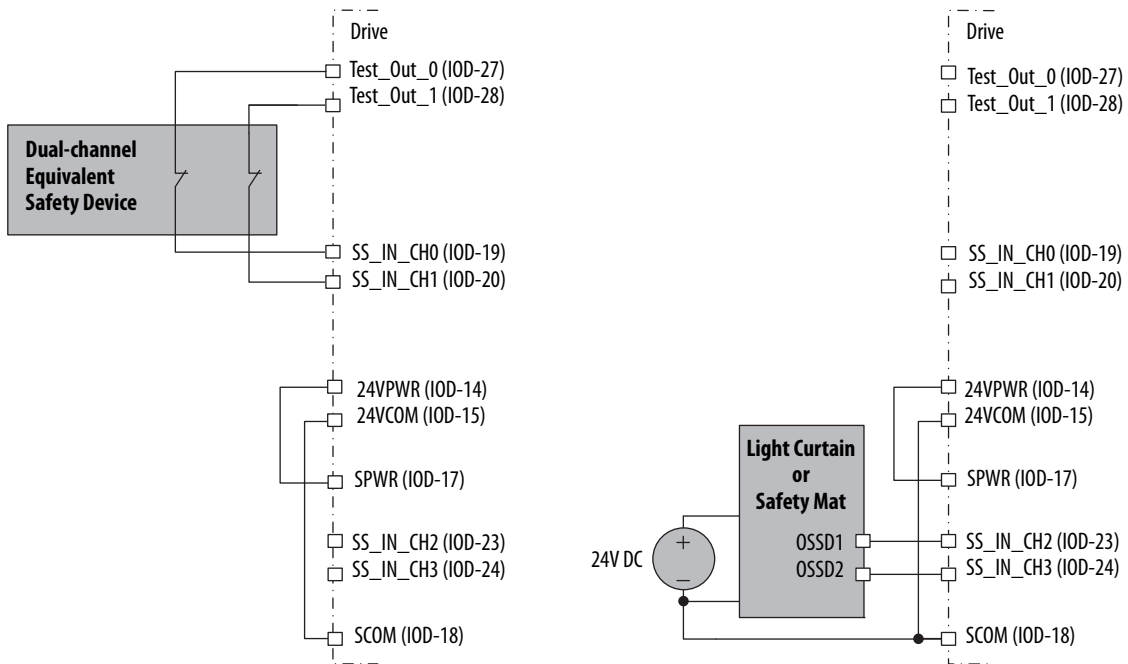 Drive
Test_Out_0 (IOD-27)
Test_Out_1 (IOD-28)
Dual-channel
Equivalent
Safety Device
SS_IN_CH0 (IOD-19)
SS_IN_CH1 (IOD-20)
24VPWR (IOD-14)
24VCOM (IOD-15)
SPWR (IOD-17)
SS_IN_CH2 (IOD-23)
SS_IN_CH3 (IOD-24)
SCOM (IOD-18)
Drive
Test_Out_0 (IOD-27)
Test_Out_1 (IOD-28)
SS_IN_CH0 (IOD-19)
SS_IN_CH1 (IOD-20)
24VPWR (IOD-14)
24VCOM (IOD-15)
Light Curtain
or
Safety Mat
SPWR (IOD-17)
24V DC
+
–
OSSD1
OSSD2
SS_IN_CH2 (IOD-23)
SS_IN_CH3 (IOD-24)
SCOM (IOD-18)